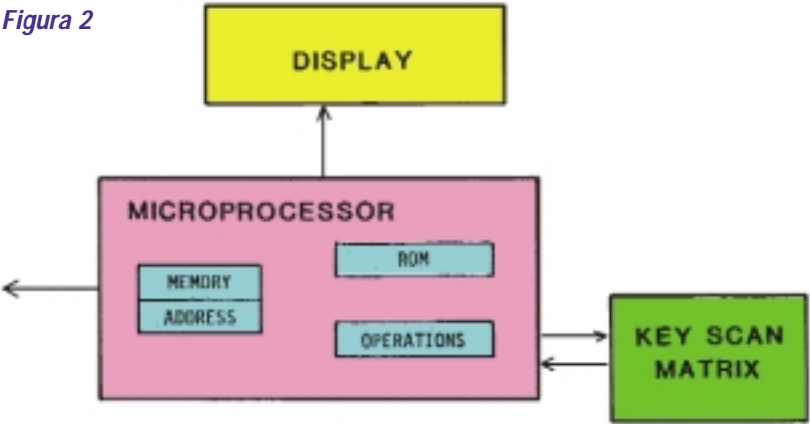 Figura 2
DISPLAY
MICROPROCESSOR
ROM
MEMORY
ADDRESS
OPERATIONS
KEY SCAN
MATRIX